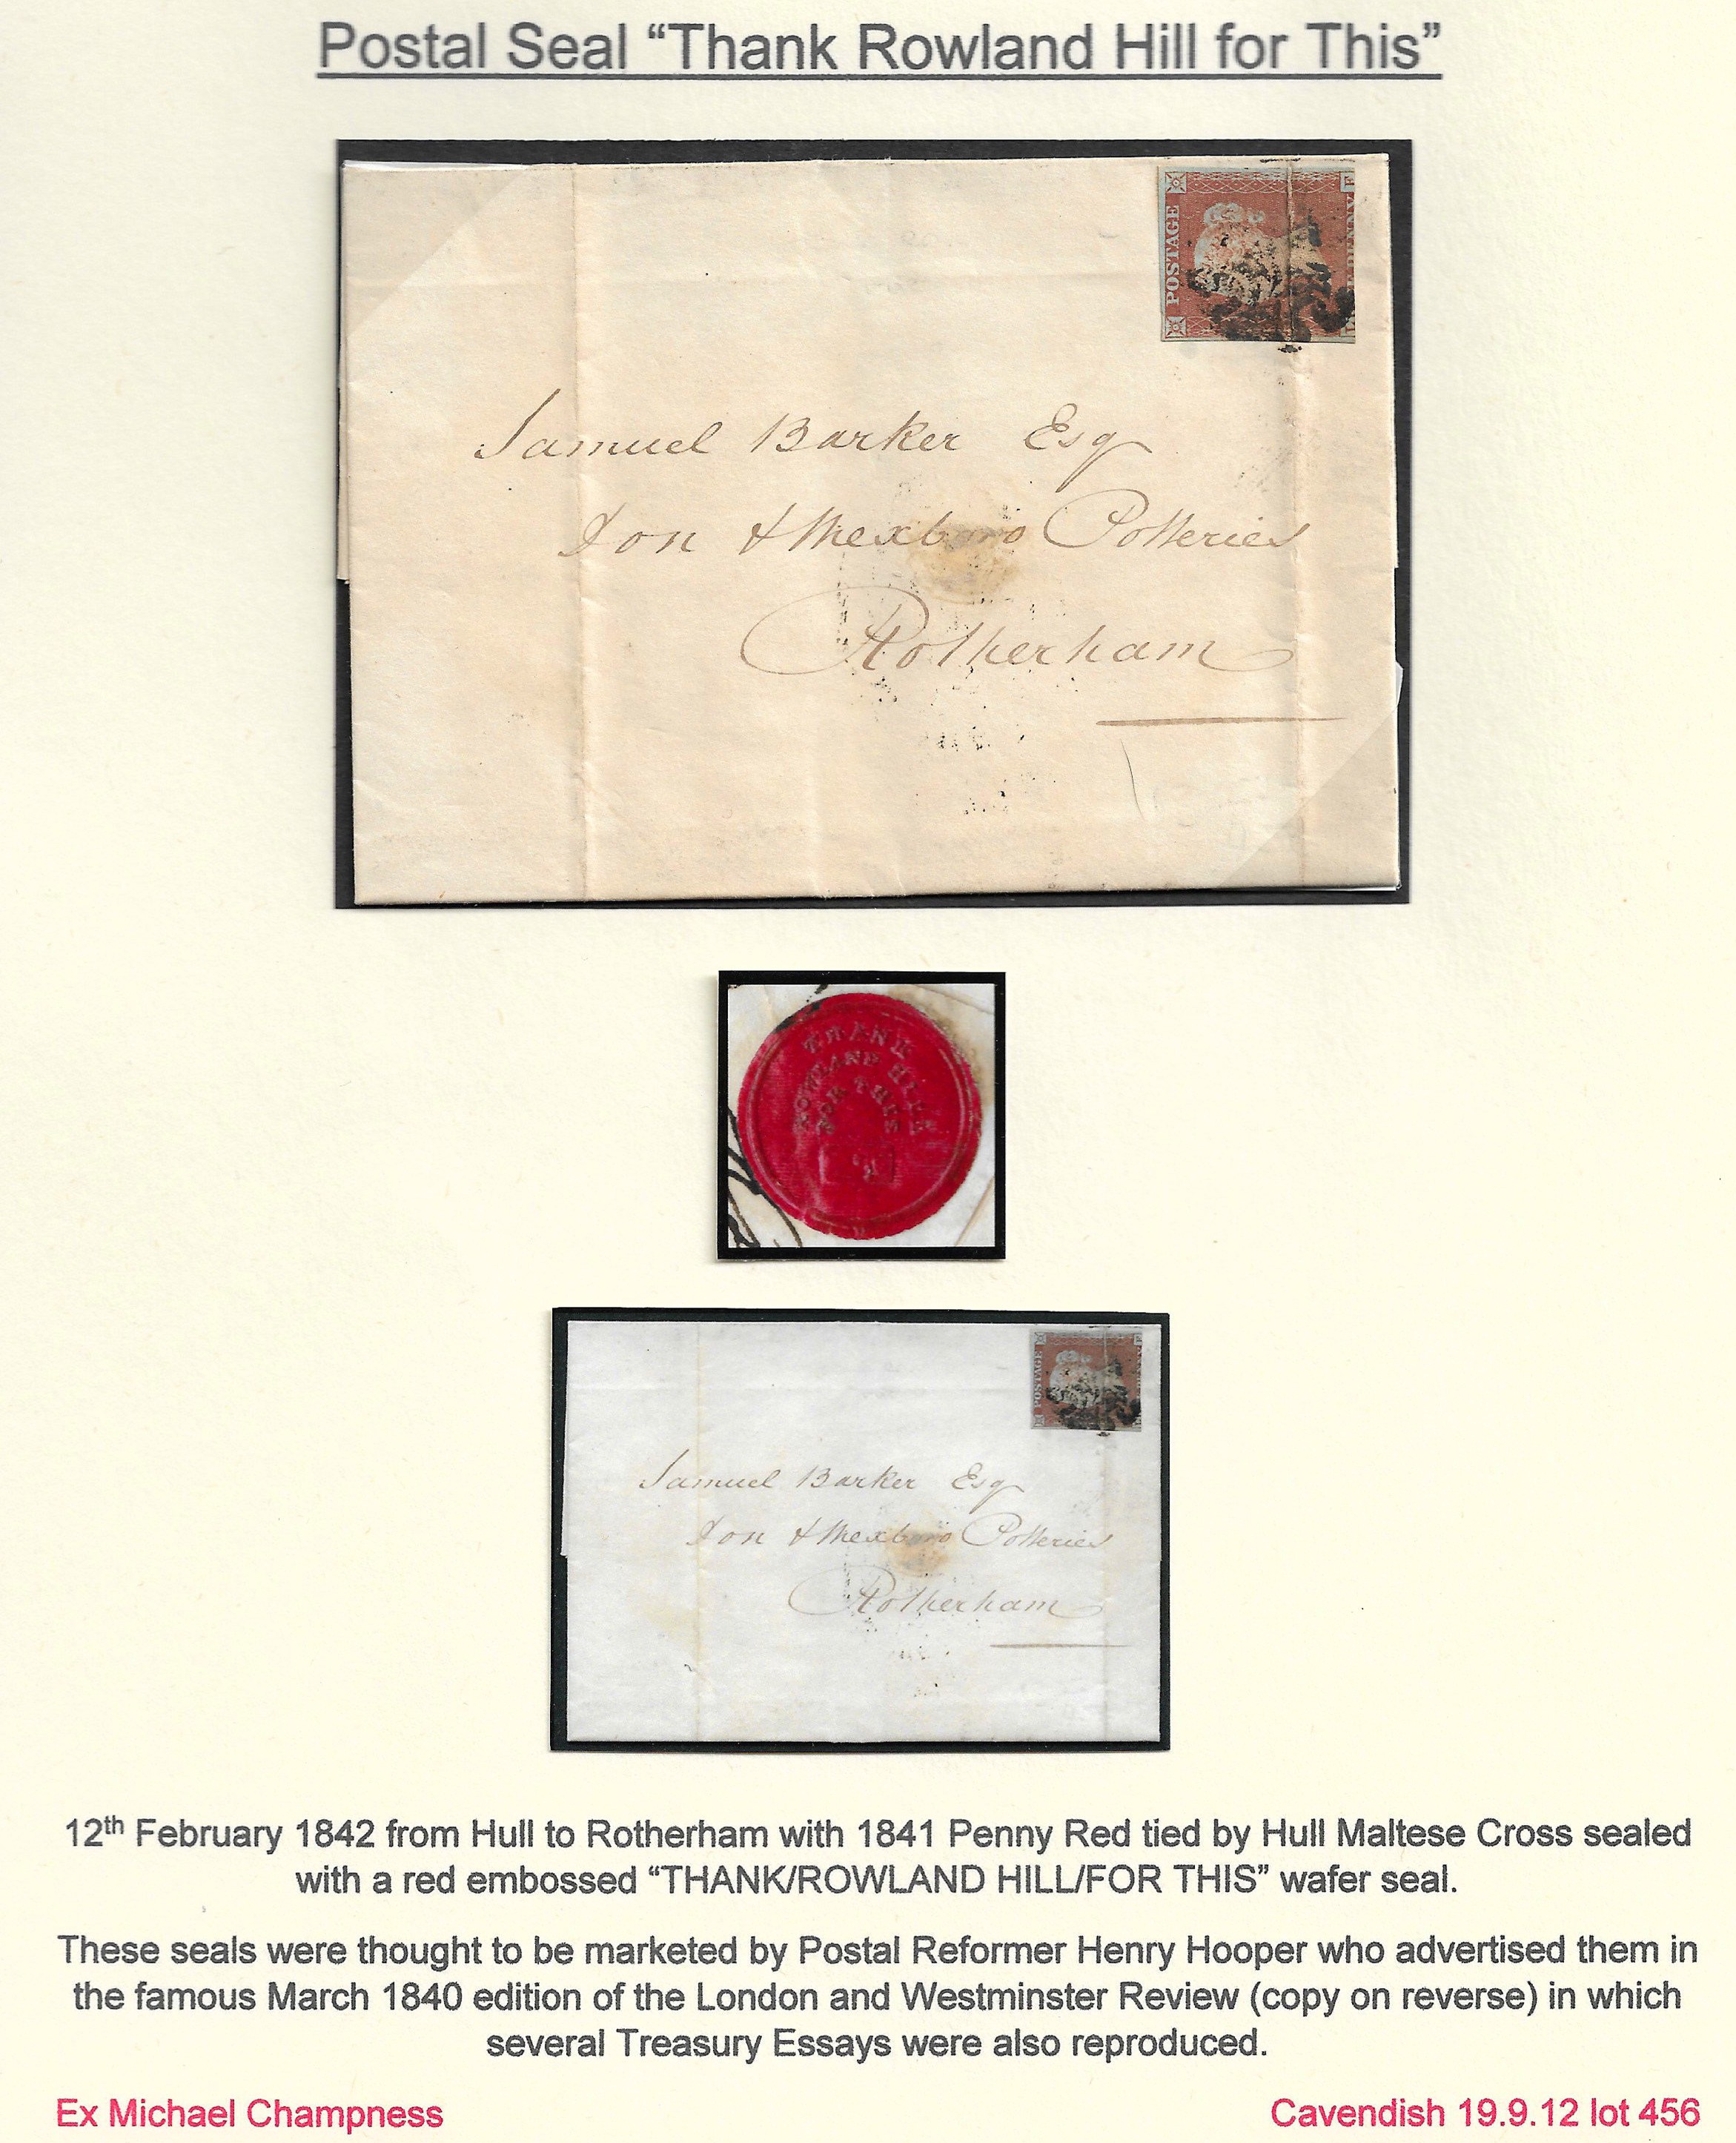 Postal Seal “Thank Rowland Hill for This”
POSTAGE
F
Samuel Barker Esq
Don & Mexboro Potteries
Rotherham
THANK
ROWLAND HILL
FOR THIS
POSTAGE
F
Samuel Barker Esq
Don & Mexboro Potteries
Rotherham
12th February 1842 from Hull to Rotherham with 1841 Penny Red tied by Hull Maltese Cross sealed
with a red embossed “THANK/ROWLAND HILL/FOR THIS” wafer seal.
These seals were thought to be marketed by Postal Reformer Henry Hooper who advertised them in
the famous March 1840 edition of the London and Westminster Review (copy on reverse) in which
several Treasury Essays were also reproduced.
Ex Michael Champness
Cavendish 19.9.12 lot 456